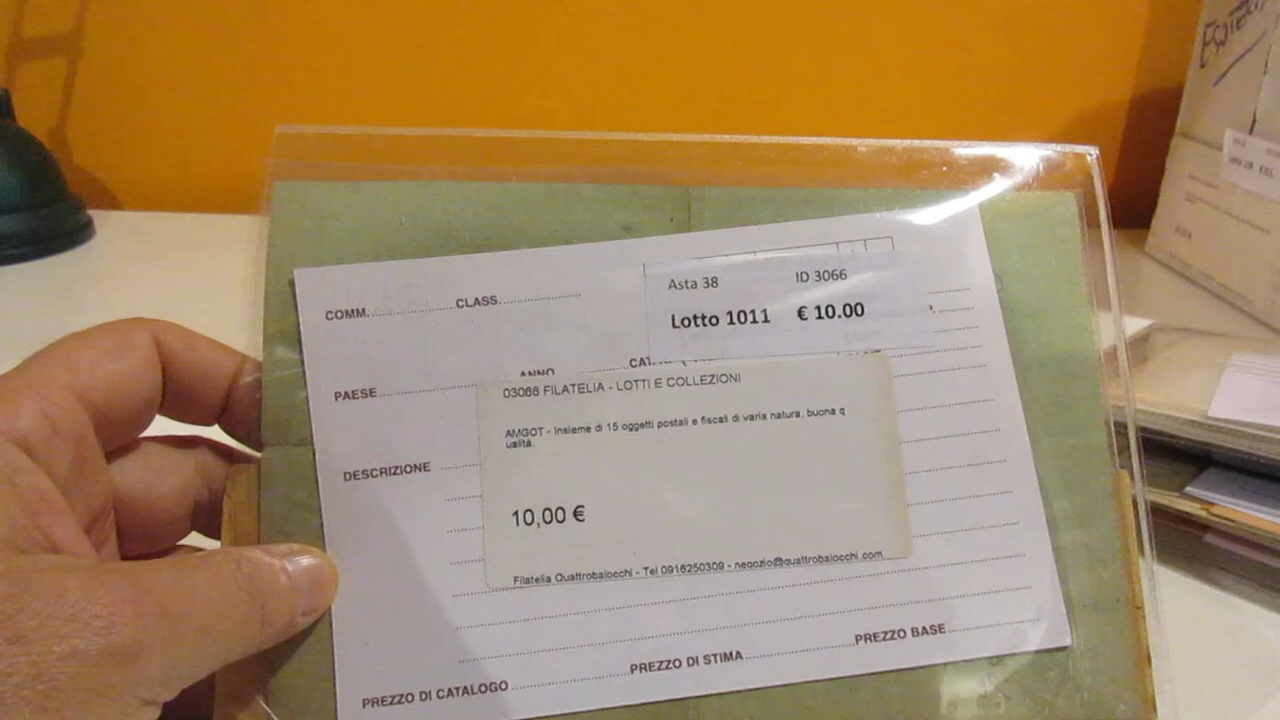 Asta 38 ID 3066
Lotto 1011 € 10.00
COMM. CLASS.
PAESE ANNO CAT.
03066 FILATELIA - LOTTI E COLLEZIONI
AMGOT - Insieme di 15 oggetti postali e fiscali di varia natura, buona q
ualità.
DESCRIZIONE
10,00 €
Filatelia Quattrobaiocchi - Tel 0916250309 - negozio@quattrobaiocchi.com
PREZZO DI CATALOGO PREZZO DI STIMA PREZZO BASE